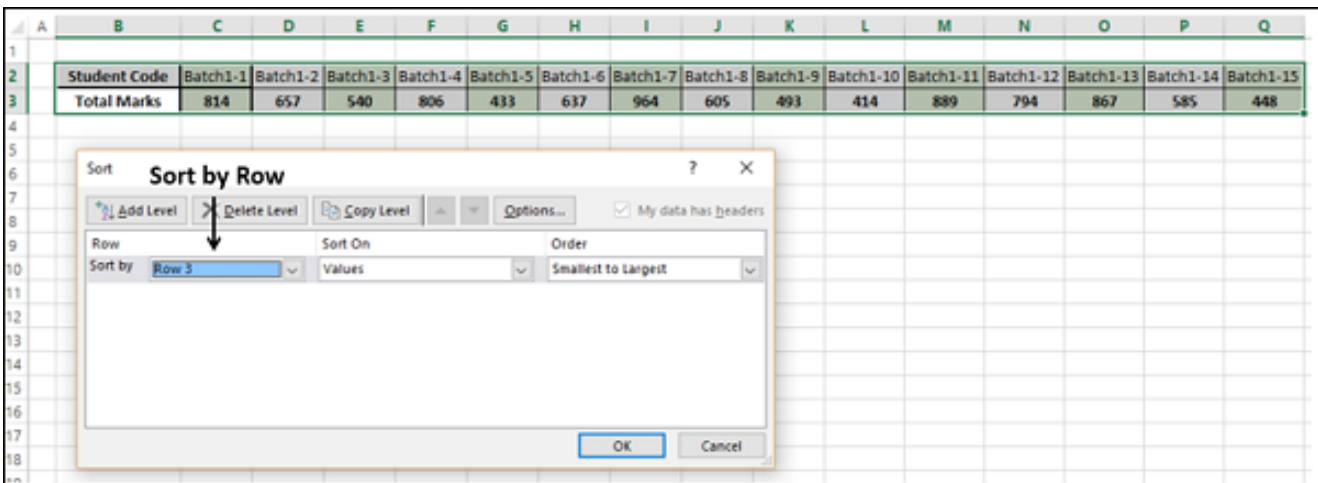 A B C D E F G H I J K L M N O P Q
1
2 Student Code Batch1-1 Batch1-2 Batch1-3 Batch1-4 Batch1-5 Batch1-6 Batch1-7 Batch1-8 Batch1-9 Batch1-10 Batch1-11 Batch1-12 Batch1-13 Batch1-14 Batch1-15
3 Total Marks 814 657 540 806 433 637 964 605 493 414 889 794 867 585 448
4
5
6 Sort Sort by Row ? ×
7
8 Add Level Delete Level Copy Level Options... My data has headers
9 Row Sort On Order
10 Sort by Row 3 Values Smallest to Largest
11
12
13
14
15
16
17 OK Cancel
18